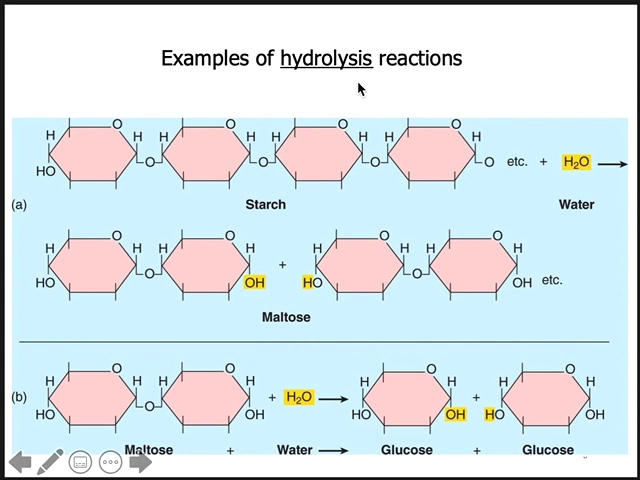 Examples of hydrolysis reactions
O O O O
H H H H H H H H
HO O O O O etc. + H₂O
(a) Starch Water
O O O O
H H H H H H H H
HO O OH + HO O OH etc.
Maltose
O O O O
H H H H H H H H
(b) HO O OH + H₂O HO OH + HO OH
Maltose + Water Glucose + Glucose